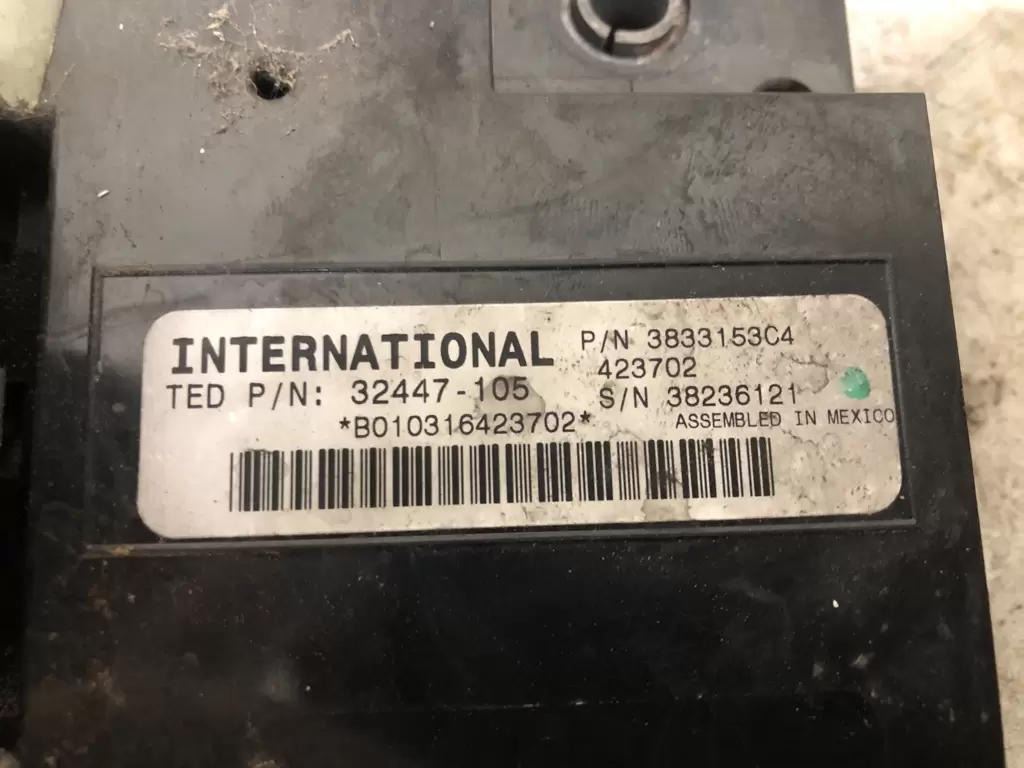 INTERNATIONAL P/N 3833153C4
423702
TED P/N: 32447-105 S/N 38236121
*B010316423702* ASSEMBLED IN MEXICO